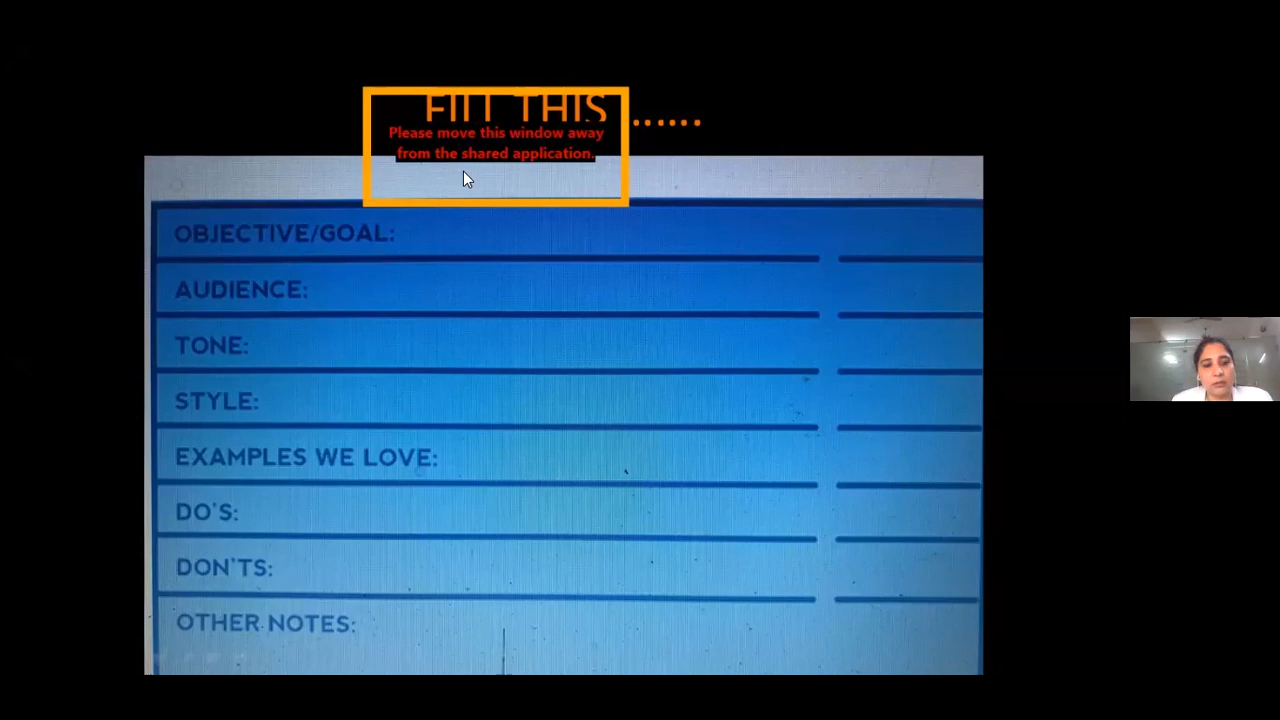 FILL THIS ......
Please move this window away
from the shared application.
OBJECTIVE/GOAL:
AUDIENCE:
TONE:
STYLE:
EXAMPLES WE LOVE:
DO'S:
DON'TS:
OTHER NOTES: